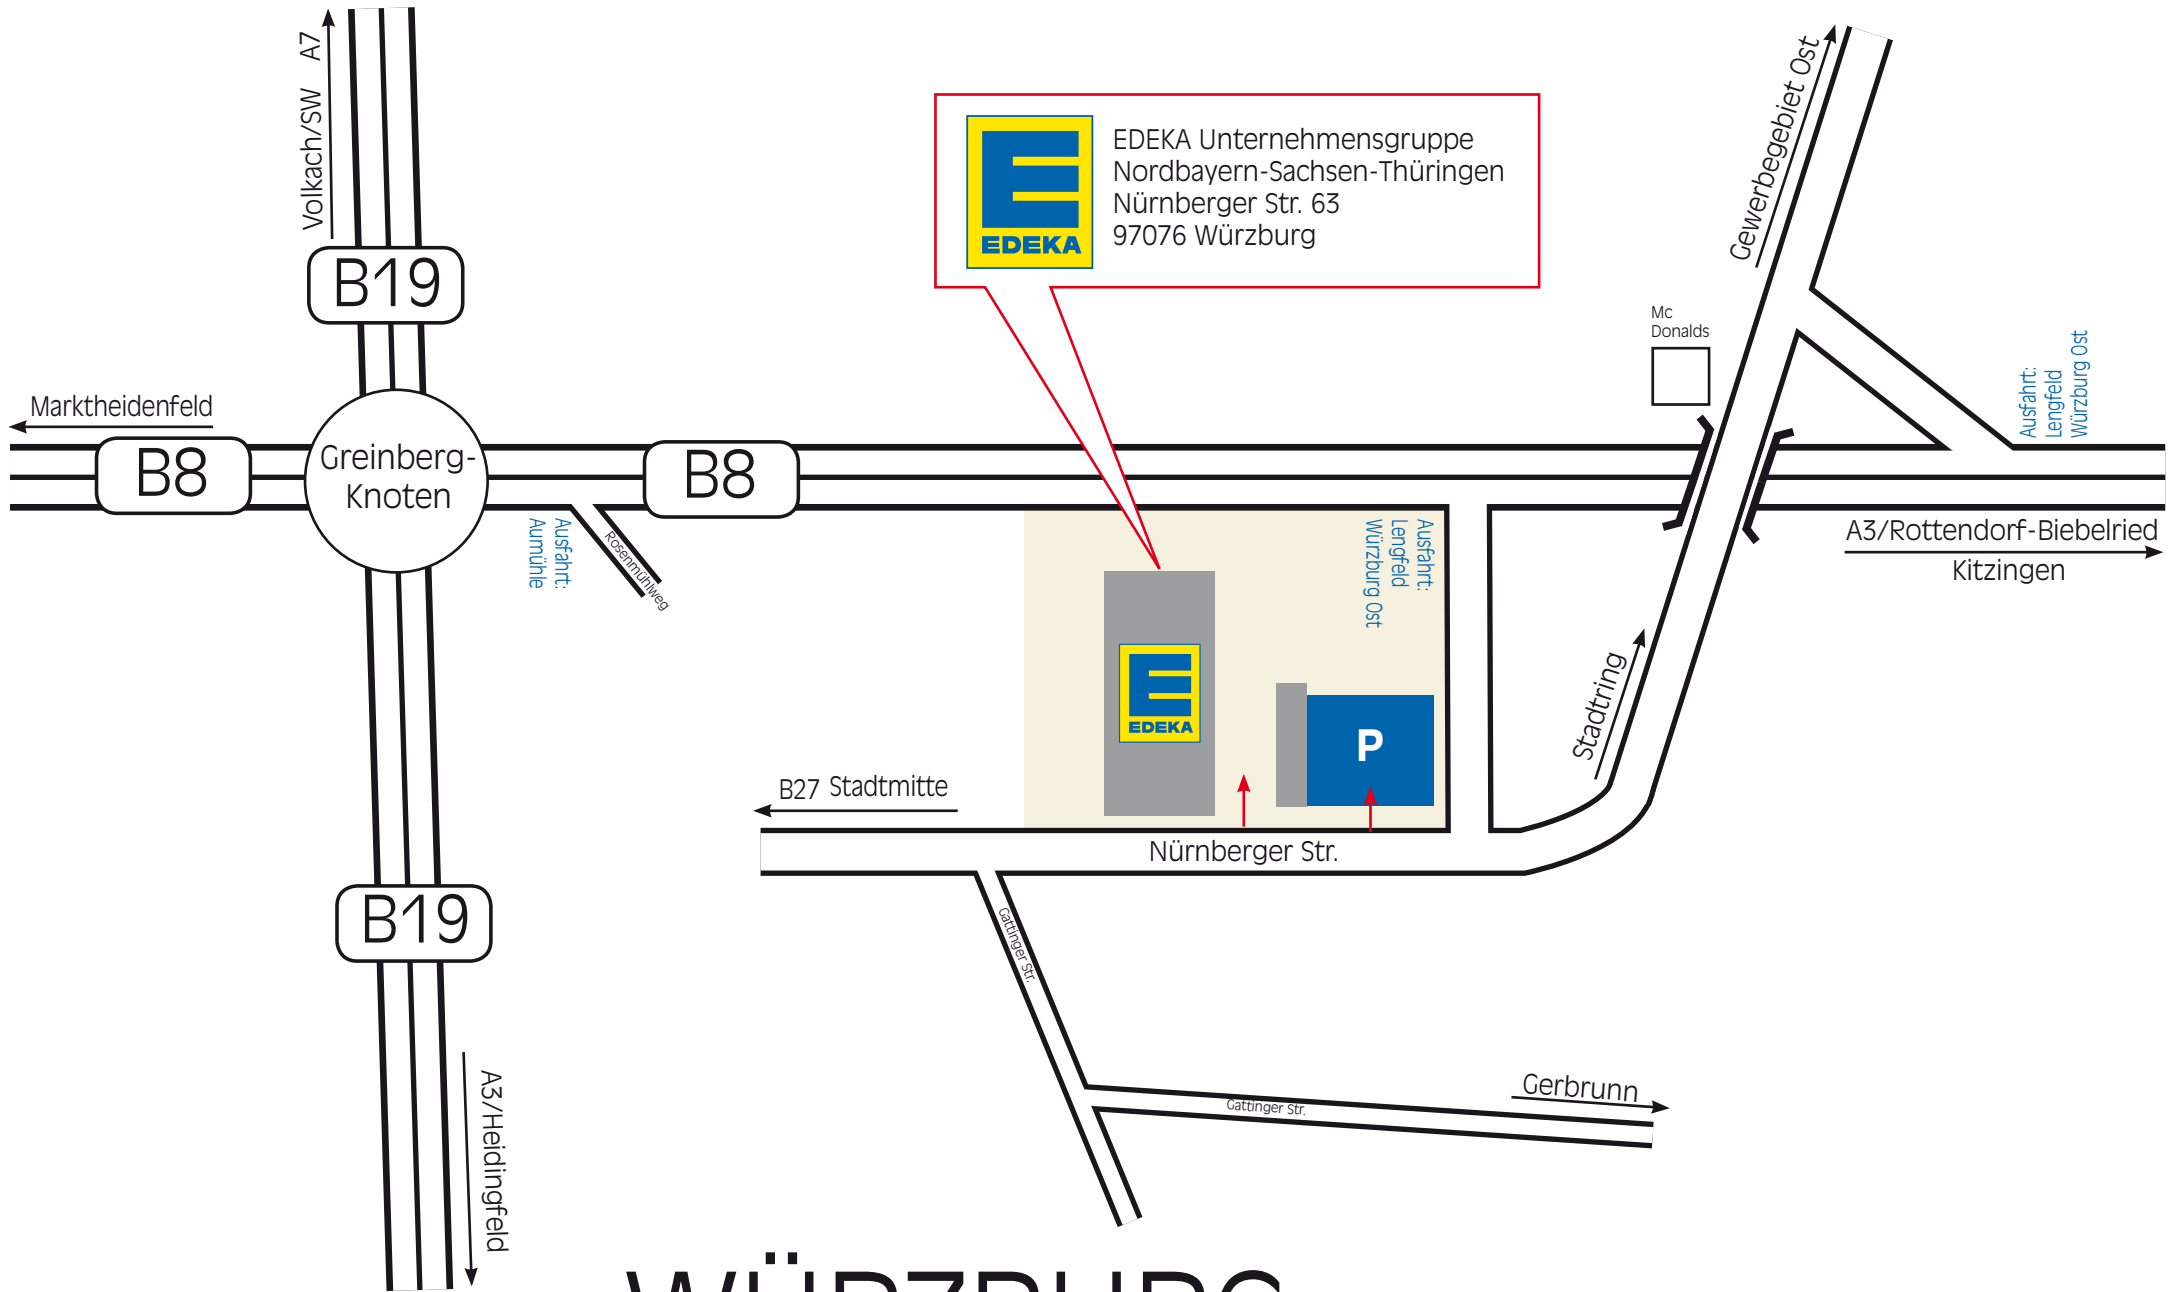 Volkach/SW A7
B19
Marktheidenfeld
B8
Greinberg-
Knoten
B8
Ausfahrt:
Aumühle
Rosenmühlweg
EDEKA
EDEKA Unternehmensgruppe
Nordbayern-Sachsen-Thüringen
Nürnberger Str. 63
97076 Würzburg
Gewerbegebiet Ost
Mc
Donalds
Ausfahrt:
Lengfeld
Würzburg Ost
A3/Rottendorf-Biebelried
Kitzingen
Ausfahrt:
Lengfeld
Würzburg Ost
EDEKA
P
Stadtring
B27 Stadtmitte
Nürnberger Str.
B19
Gattinger Str.
A3/Heidingfeld
Gattinger Str.
Gerbrunn
WÜRZBURG